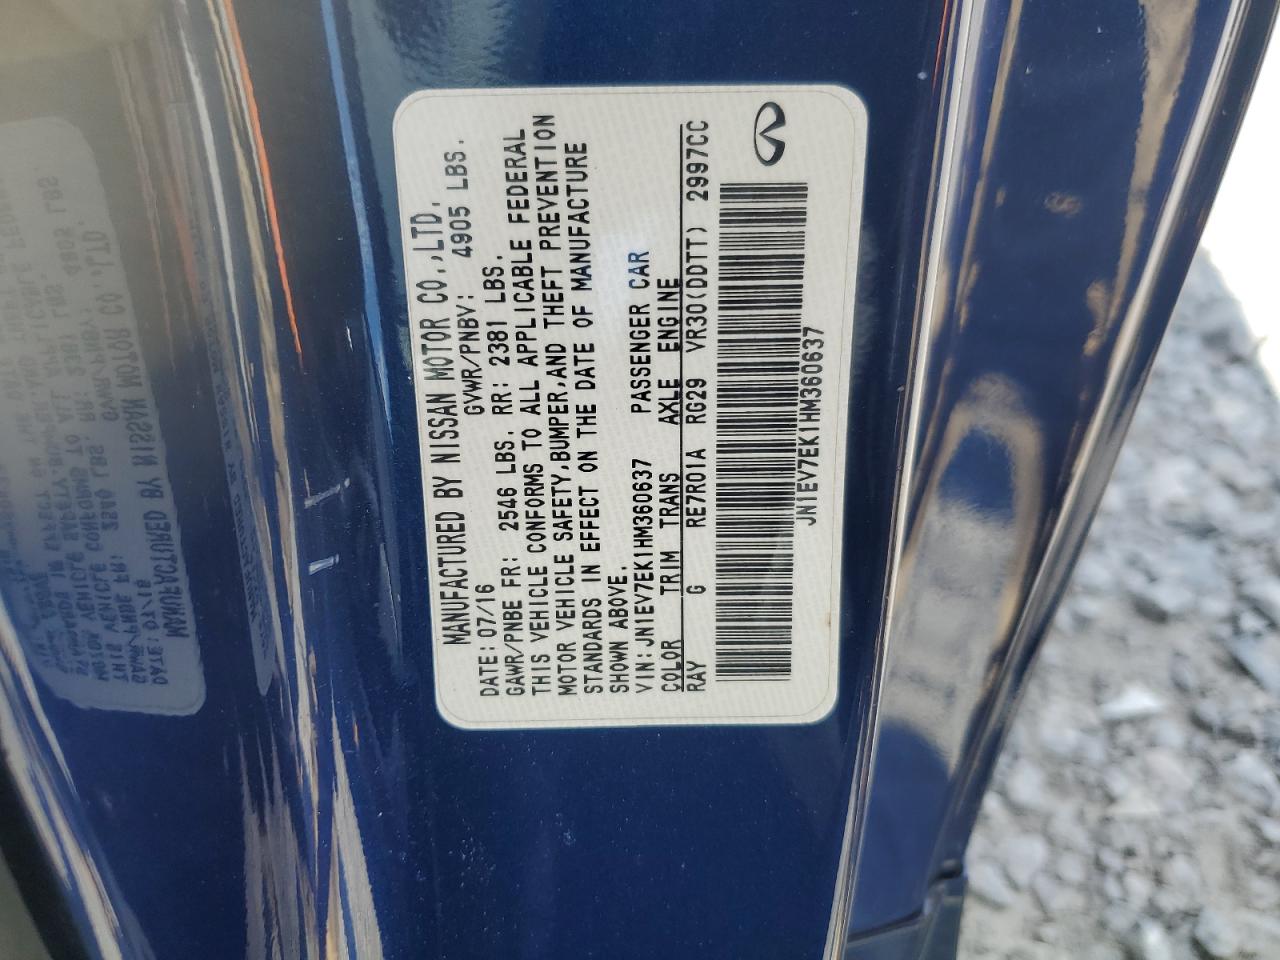 MANUFACTURED BY NISSAN MOTOR CO.,LTD.
DATE: 07/16 GVWR/PNBV: 4905 LBS.
GAWR/PNBE FR: 2546 LBS. RR: 2381 LBS.
THIS VEHICLE CONFORMS TO ALL APPLICABLE FEDERAL
MOTOR VEHICLE SAFETY,BUMPER,AND THEFT PREVENTION
STANDARDS IN EFFECT ON THE DATE OF MANUFACTURE
SHOWN ABOVE.
VIN: JN1EV7EK1HM360637 PASSENGER CAR
COLOR TRIM TRANS AXLE ENGINE
RAY G RE7R01A RG29 VR30(DDTT) 2997CC
JN1EV7EK1HM360637